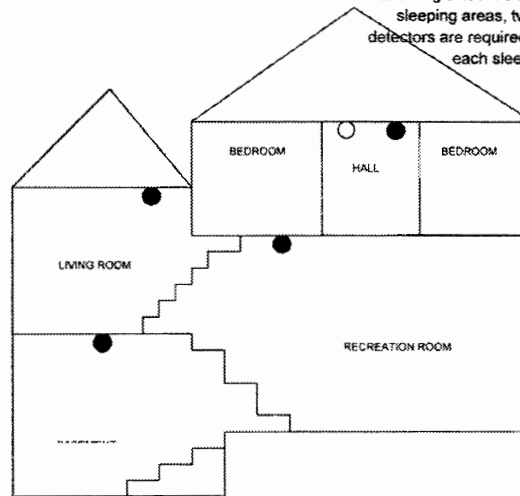 sleeping areas, tw
detectors are required
each slee
BEDROOM
BEDROOM
HALL
LIVING ROOM
RECREATION ROOM